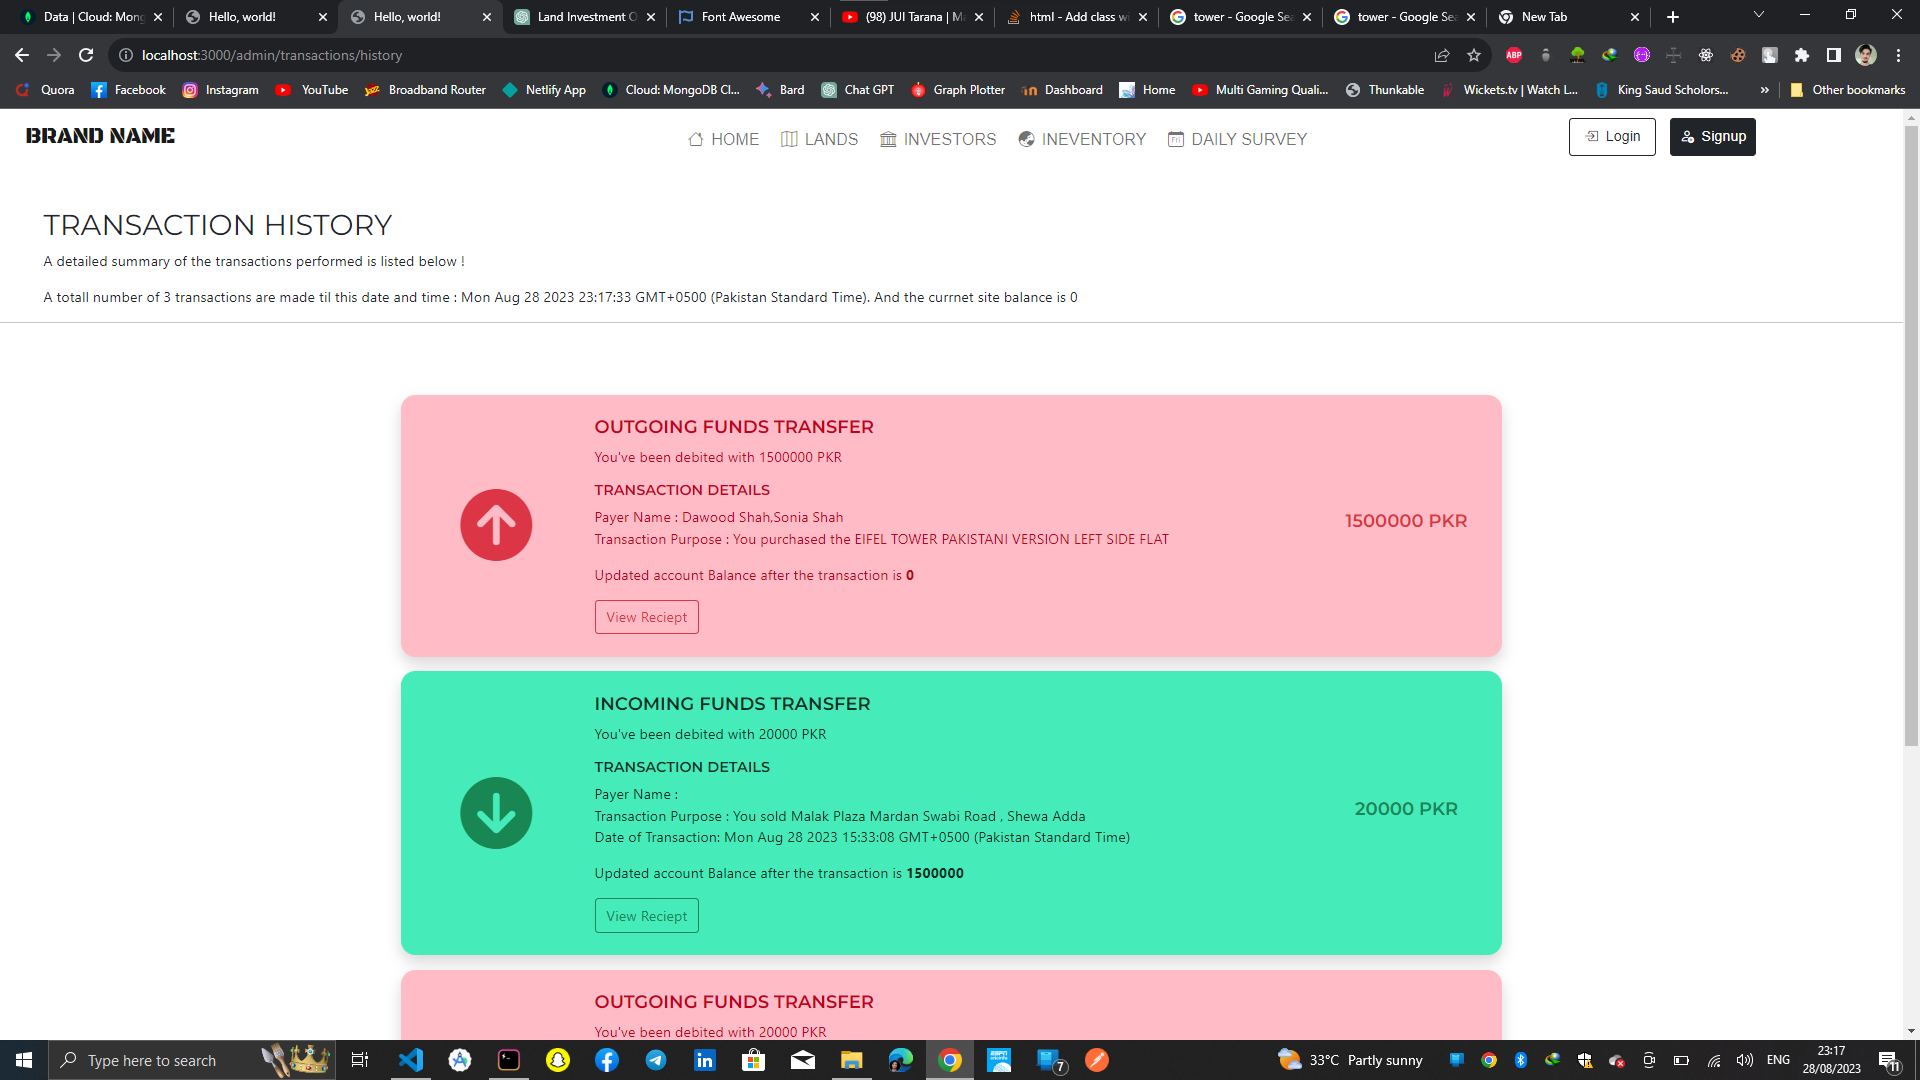 Data | Cloud: Mong
Hello, world!
Hello, world!
Land Investment O
Font Awesome
(98) JUI Tarana | Ma
html - Add class wi
tower - Google Sea
tower - Google Sea
New Tab
localhost:3000/admin/transactions/history
Quora
Facebook
Instagram
YouTube
Broadband Router
Netlify App
Cloud: MongoDB Cl...
Bard
Chat GPT
Graph Plotter
Dashboard
Home
Multi Gaming Quali...
Thunkable
Wickets.tv | Watch L...
King Saud Scholors...
»
Other bookmarks
BRAND NAME
HOME
LANDS
INVESTORS
INEVENTORY
DAILY SURVEY
Login
Signup
TRANSACTION HISTORY
A detailed summary of the transactions performed is listed below !
A totall number of 3 transactions are made til this date and time : Mon Aug 28 2023 23:17:33 GMT+0500 (Pakistan Standard Time). And the currnet site balance is 0
OUTGOING FUNDS TRANSFER
You've been debited with 1500000 PKR
TRANSACTION DETAILS
Payer Name : Dawood Shah,Sonia Shah
Transaction Purpose : You purchased the EIFEL TOWER PAKISTANI VERSION LEFT SIDE FLAT
Updated account Balance after the transaction is 0
View Reciept
1500000 PKR
INCOMING FUNDS TRANSFER
You've been debited with 20000 PKR
TRANSACTION DETAILS
Payer Name :
Transaction Purpose : You sold Malak Plaza Mardan Swabi Road , Shewa Adda
Date of Transaction: Mon Aug 28 2023 15:33:08 GMT+0500 (Pakistan Standard Time)
Updated account Balance after the transaction is 1500000
View Reciept
20000 PKR
OUTGOING FUNDS TRANSFER
You've been debited with 20000 PKR
Type here to search
7
33°C Partly sunny
ENG
23:17
28/08/2023
11